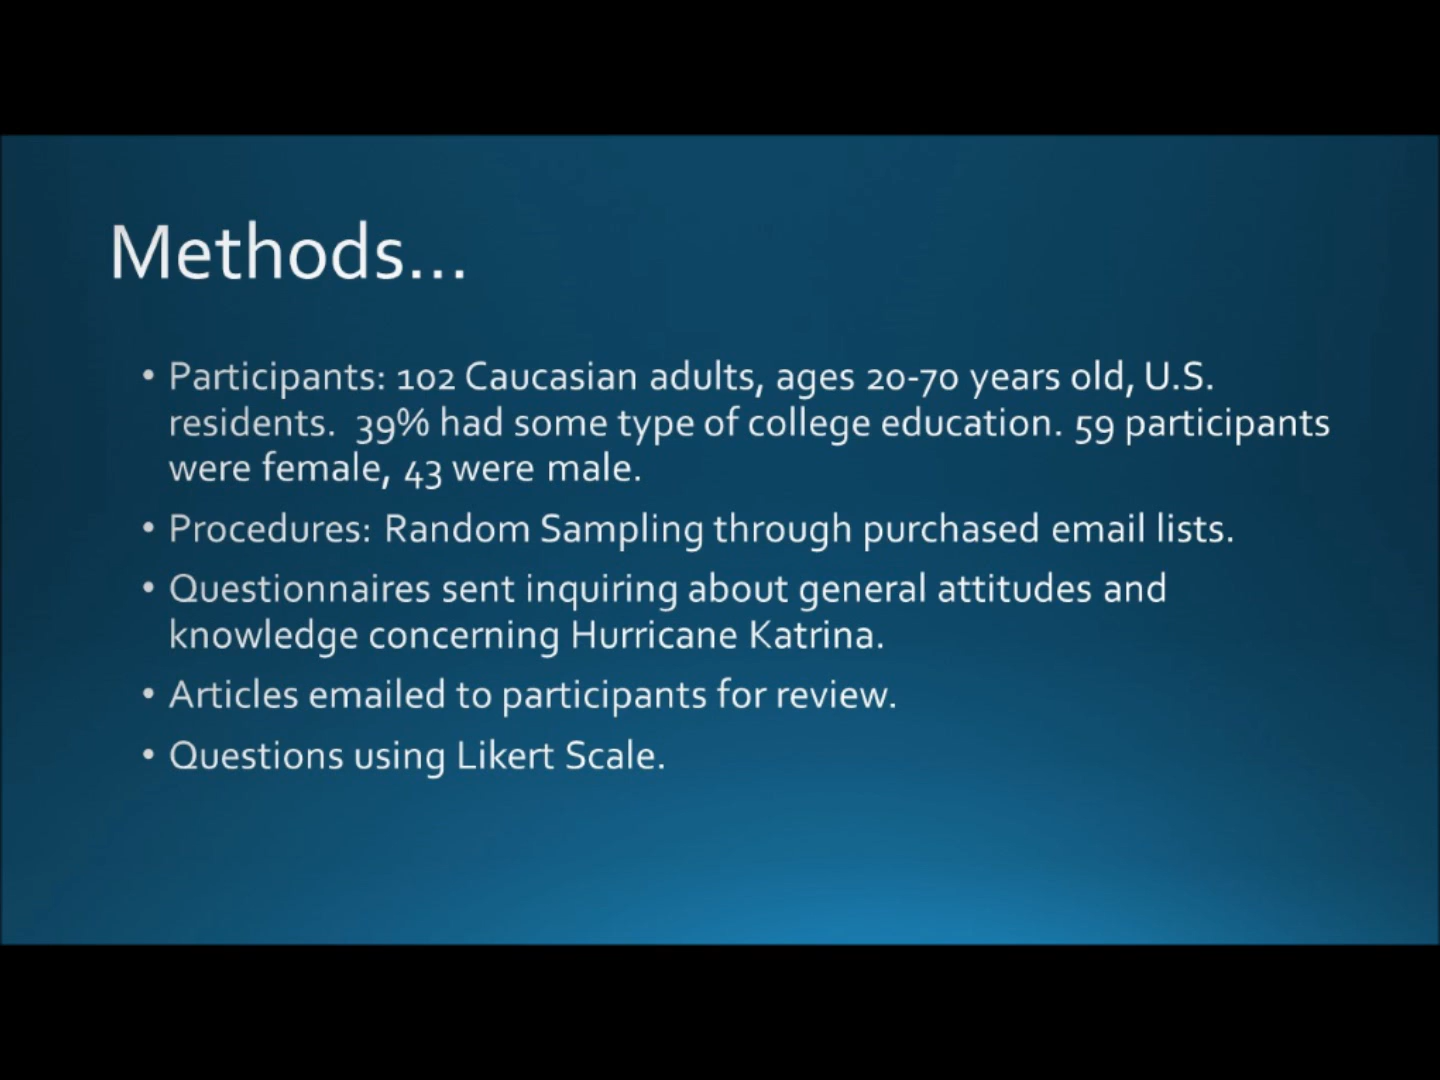 Methods...
• Participants: 102 Caucasian adults, ages 20-70 years old, U.S.
residents.  39% had some type of college education. 59 participants
were female, 43 were male.
• Procedures: Random Sampling through purchased email lists.
• Questionnaires sent inquiring about general attitudes and
knowledge concerning Hurricane Katrina.
• Articles emailed to participants for review.
• Questions using Likert Scale.